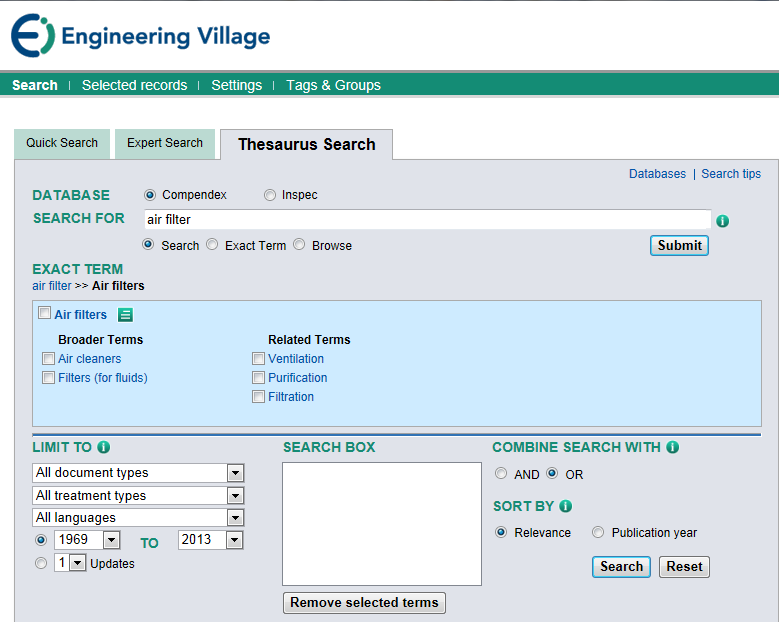 Engineering Village
Search | Selected records | Settings | Tags & Groups
Quick Search Expert Search Thesaurus Search
Databases | Search tips
DATABASE Compendex Inspec
SEARCH FOR air filter
Search Exact Term Browse Submit
EXACT TERM
air filter >> Air filters
Air filters
Broader Terms Related Terms
Air cleaners Ventilation
Filters (for fluids) Purification
Filtration
LIMIT TO SEARCH BOX COMBINE SEARCH WITH
All document types AND OR
All treatment types
All languages SORT BY
1969 TO 2013 Relevance Publication year
1 Updates Search Reset
Remove selected terms